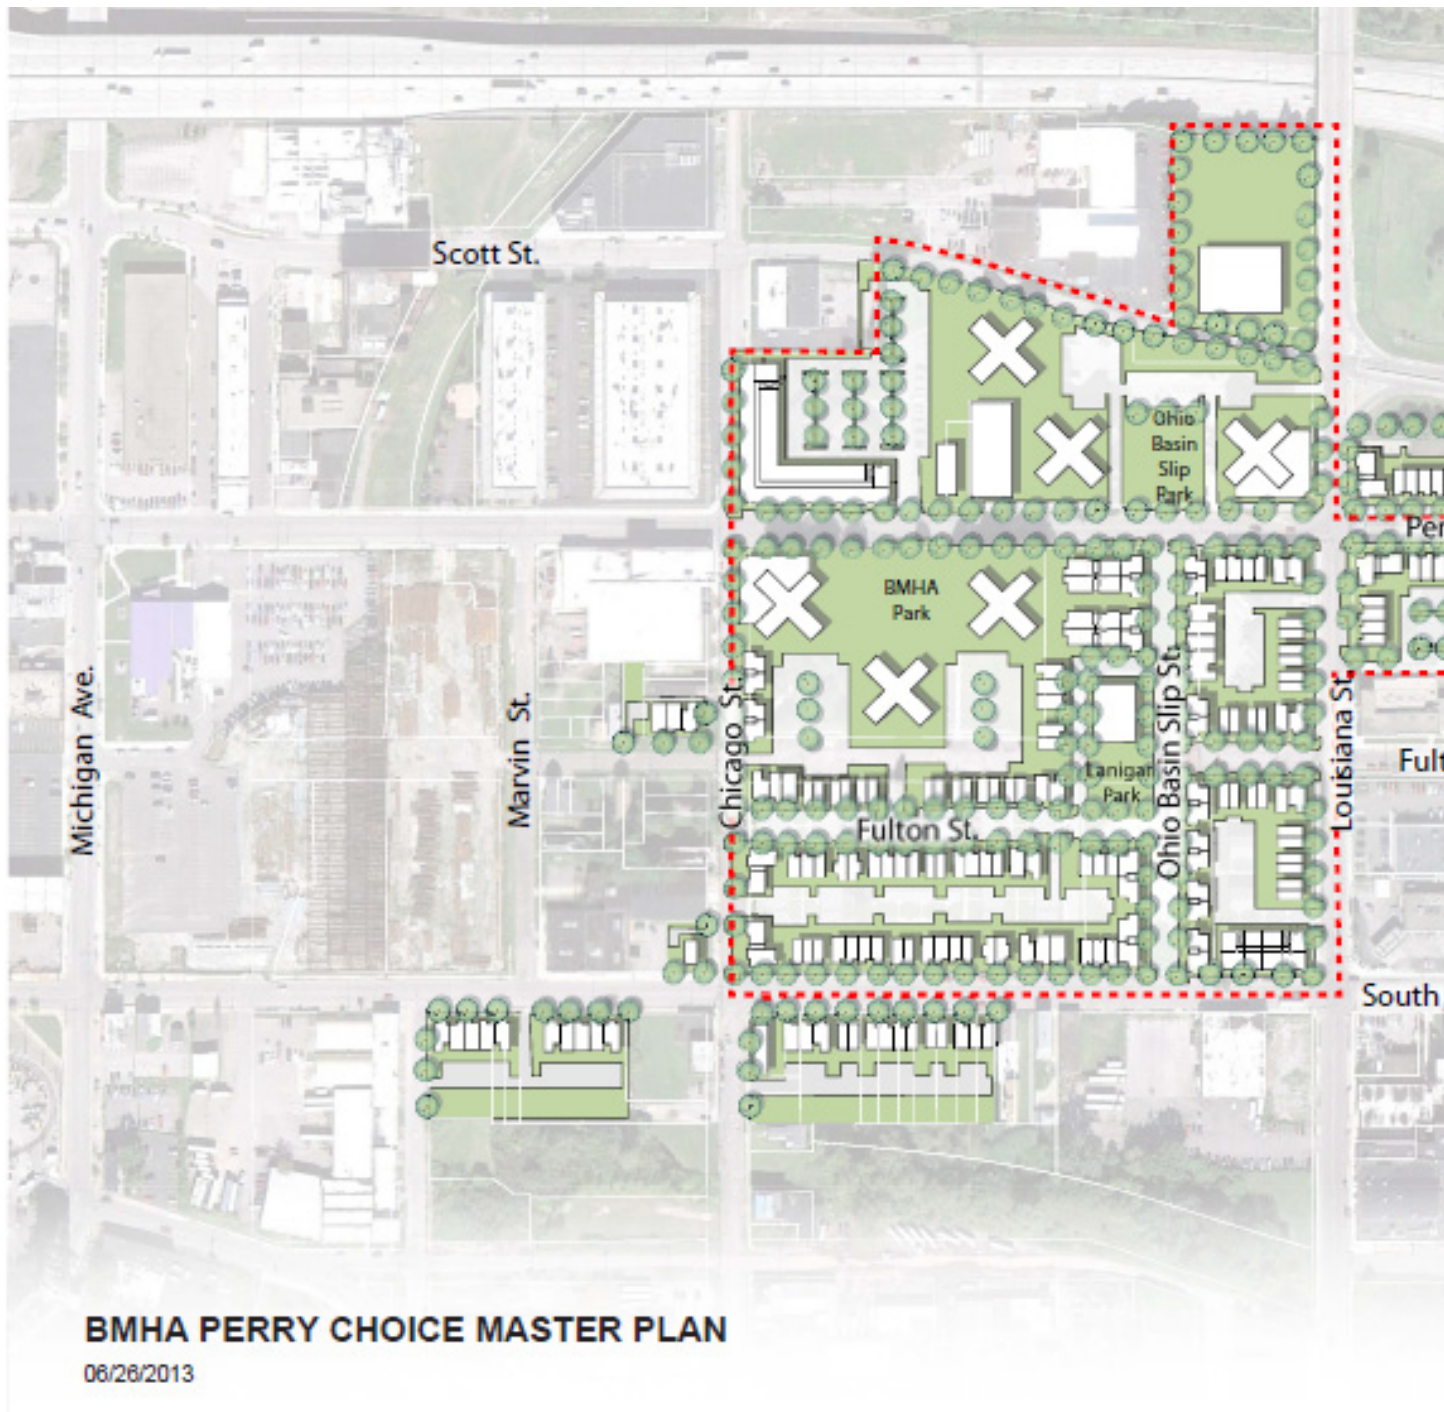 Scott St.
Ohio
Basin
Slip
Park
Per
BMHA
Park
Michigan Ave.
Marvin St.
Chicago St.
Ohio Basin Slip St.
Louisiana St.
Lanigan
Park
Fult
Fulton St.
South
BMHA PERRY CHOICE MASTER PLAN
06/26/2013